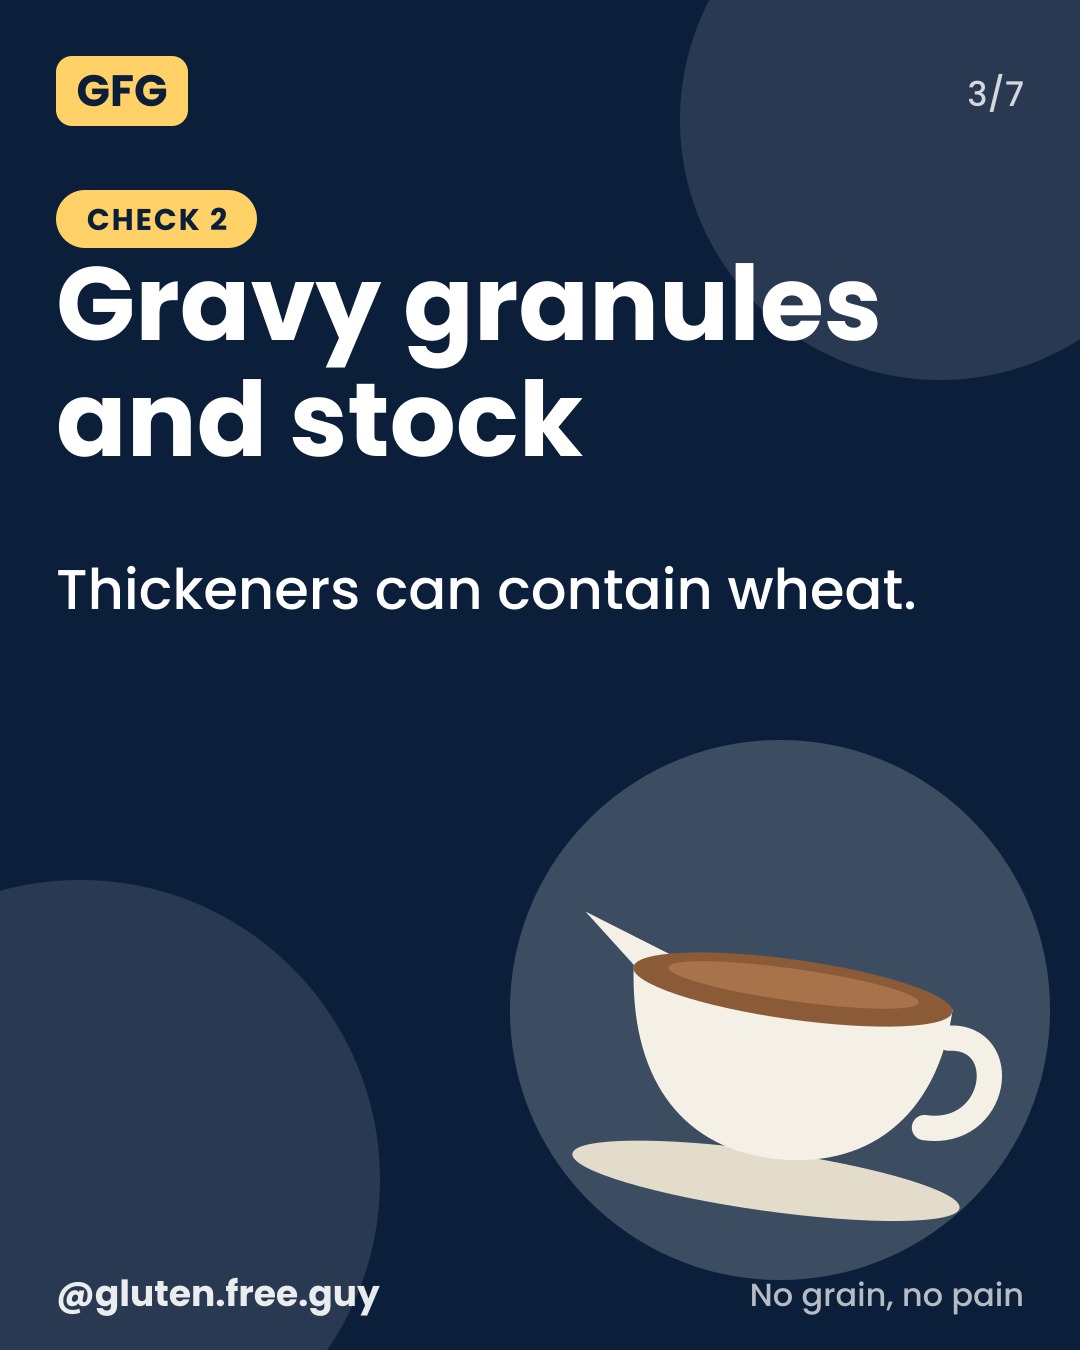 GFG
3/7
CHECK 2
Gravy granules
and stock
Thickeners can contain wheat.
@gluten.free.guy
No grain, no pain